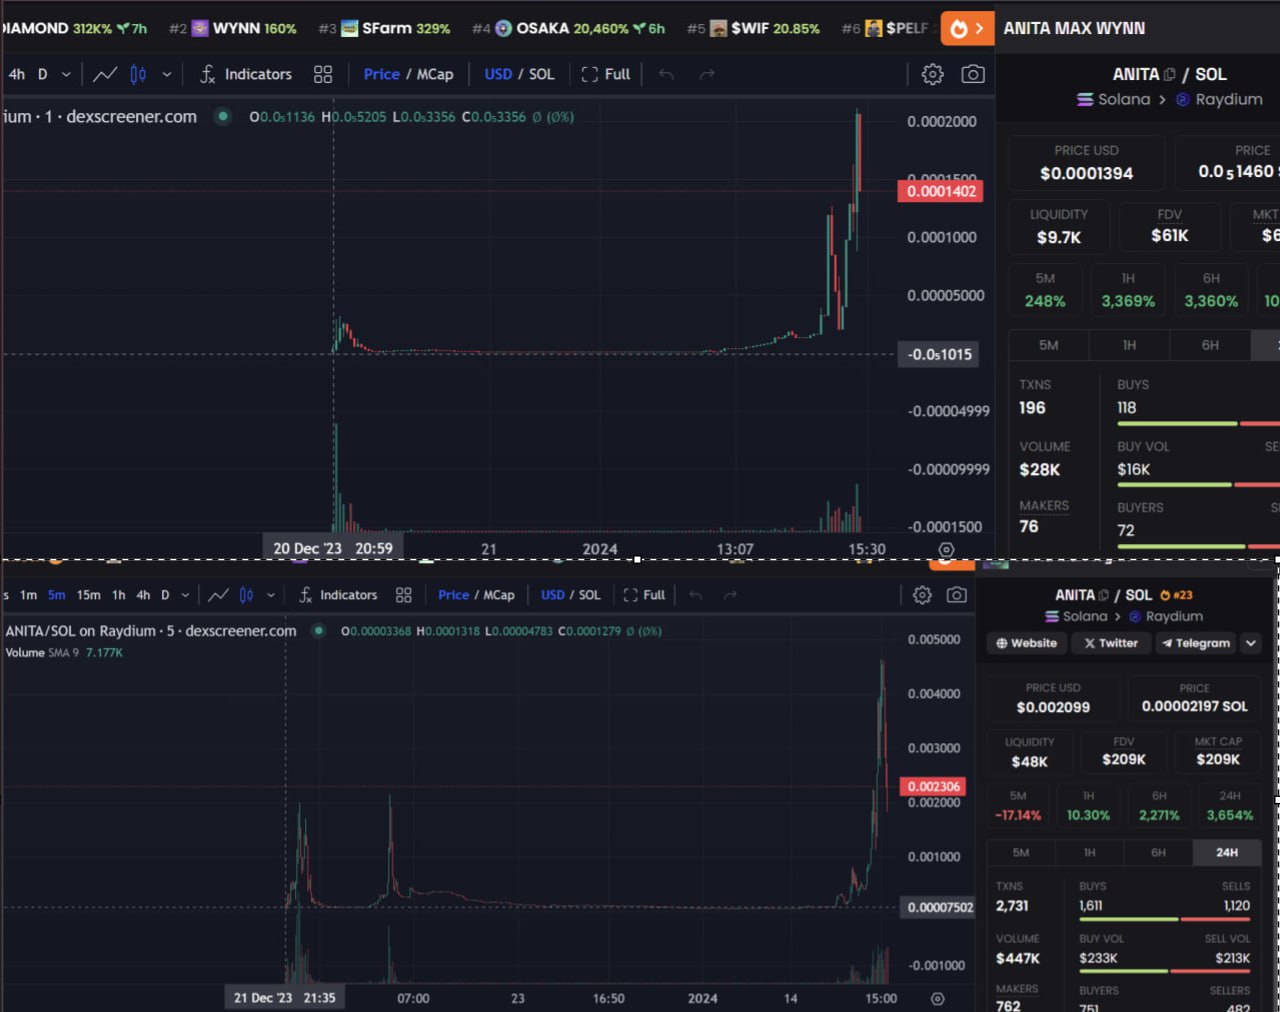 IAMOND 312K% 7h #2 WYNN 160% #3 SFarm 329% #4 OSAKA 20,460% 6h #5 $WIF 20.85% #6 $PELF
ANITA MAX WYNN
4h D Indicators Price / MCap USD / SOL Full
ANITA / SOL
Solana > Raydium
ium · 1 · dexscreener.com O0.0₅1136 H0.0₅5205 L0.0₅3356 C0.0₅3356 Ø (0%)
0.0002000
0.0001500
0.0001402
0.0001000
0.00005000
-0.0₅1015
-0.00004999
-0.00009999
-0.0001500
20 Dec '23 20:59 21 2024 13:07 15:30
PRICE USD PRICE
$0.0001394 0.0₅1460
LIQUIDITY FDV MKT
$9.7K $61K $6
5M 1H 6H
248% 3,369% 3,360% 10
5M 1H 6H
TXNS BUYS
196 118
VOLUME BUY VOL SE
$28K $16K
MAKERS BUYERS
76 72
s 1m 5m 15m 1h 4h D Indicators Price / MCap USD / SOL Full
ANITA / SOL #23
Solana > Raydium
Website Twitter Telegram
ANITA/SOL on Raydium · 5 · dexscreener.com O0.00003368 H0.0001318 L0.00004783 C0.0001279 Ø (0%)
Volume SMA 9 7.177K
0.005000
0.004000
0.003000
0.002306
0.002000
0.001000
0.00007502
-0.001000
21 Dec '23 21:35 07:00 23 16:50 2024 14 15:00
PRICE USD PRICE
$0.002099 0.00002197 SOL
LIQUIDITY FDV MKT CAP
$48K $209K $209K
5M 1H 6H 24H
-17.14% 10.30% 2,271% 3,654%
5M 1H 6H 24H
TXNS BUYS SELLS
2,731 1,611 1,120
VOLUME BUY VOL SELL VOL
$447K $233K $213K
MAKERS BUYERS SELLERS
762 751 482